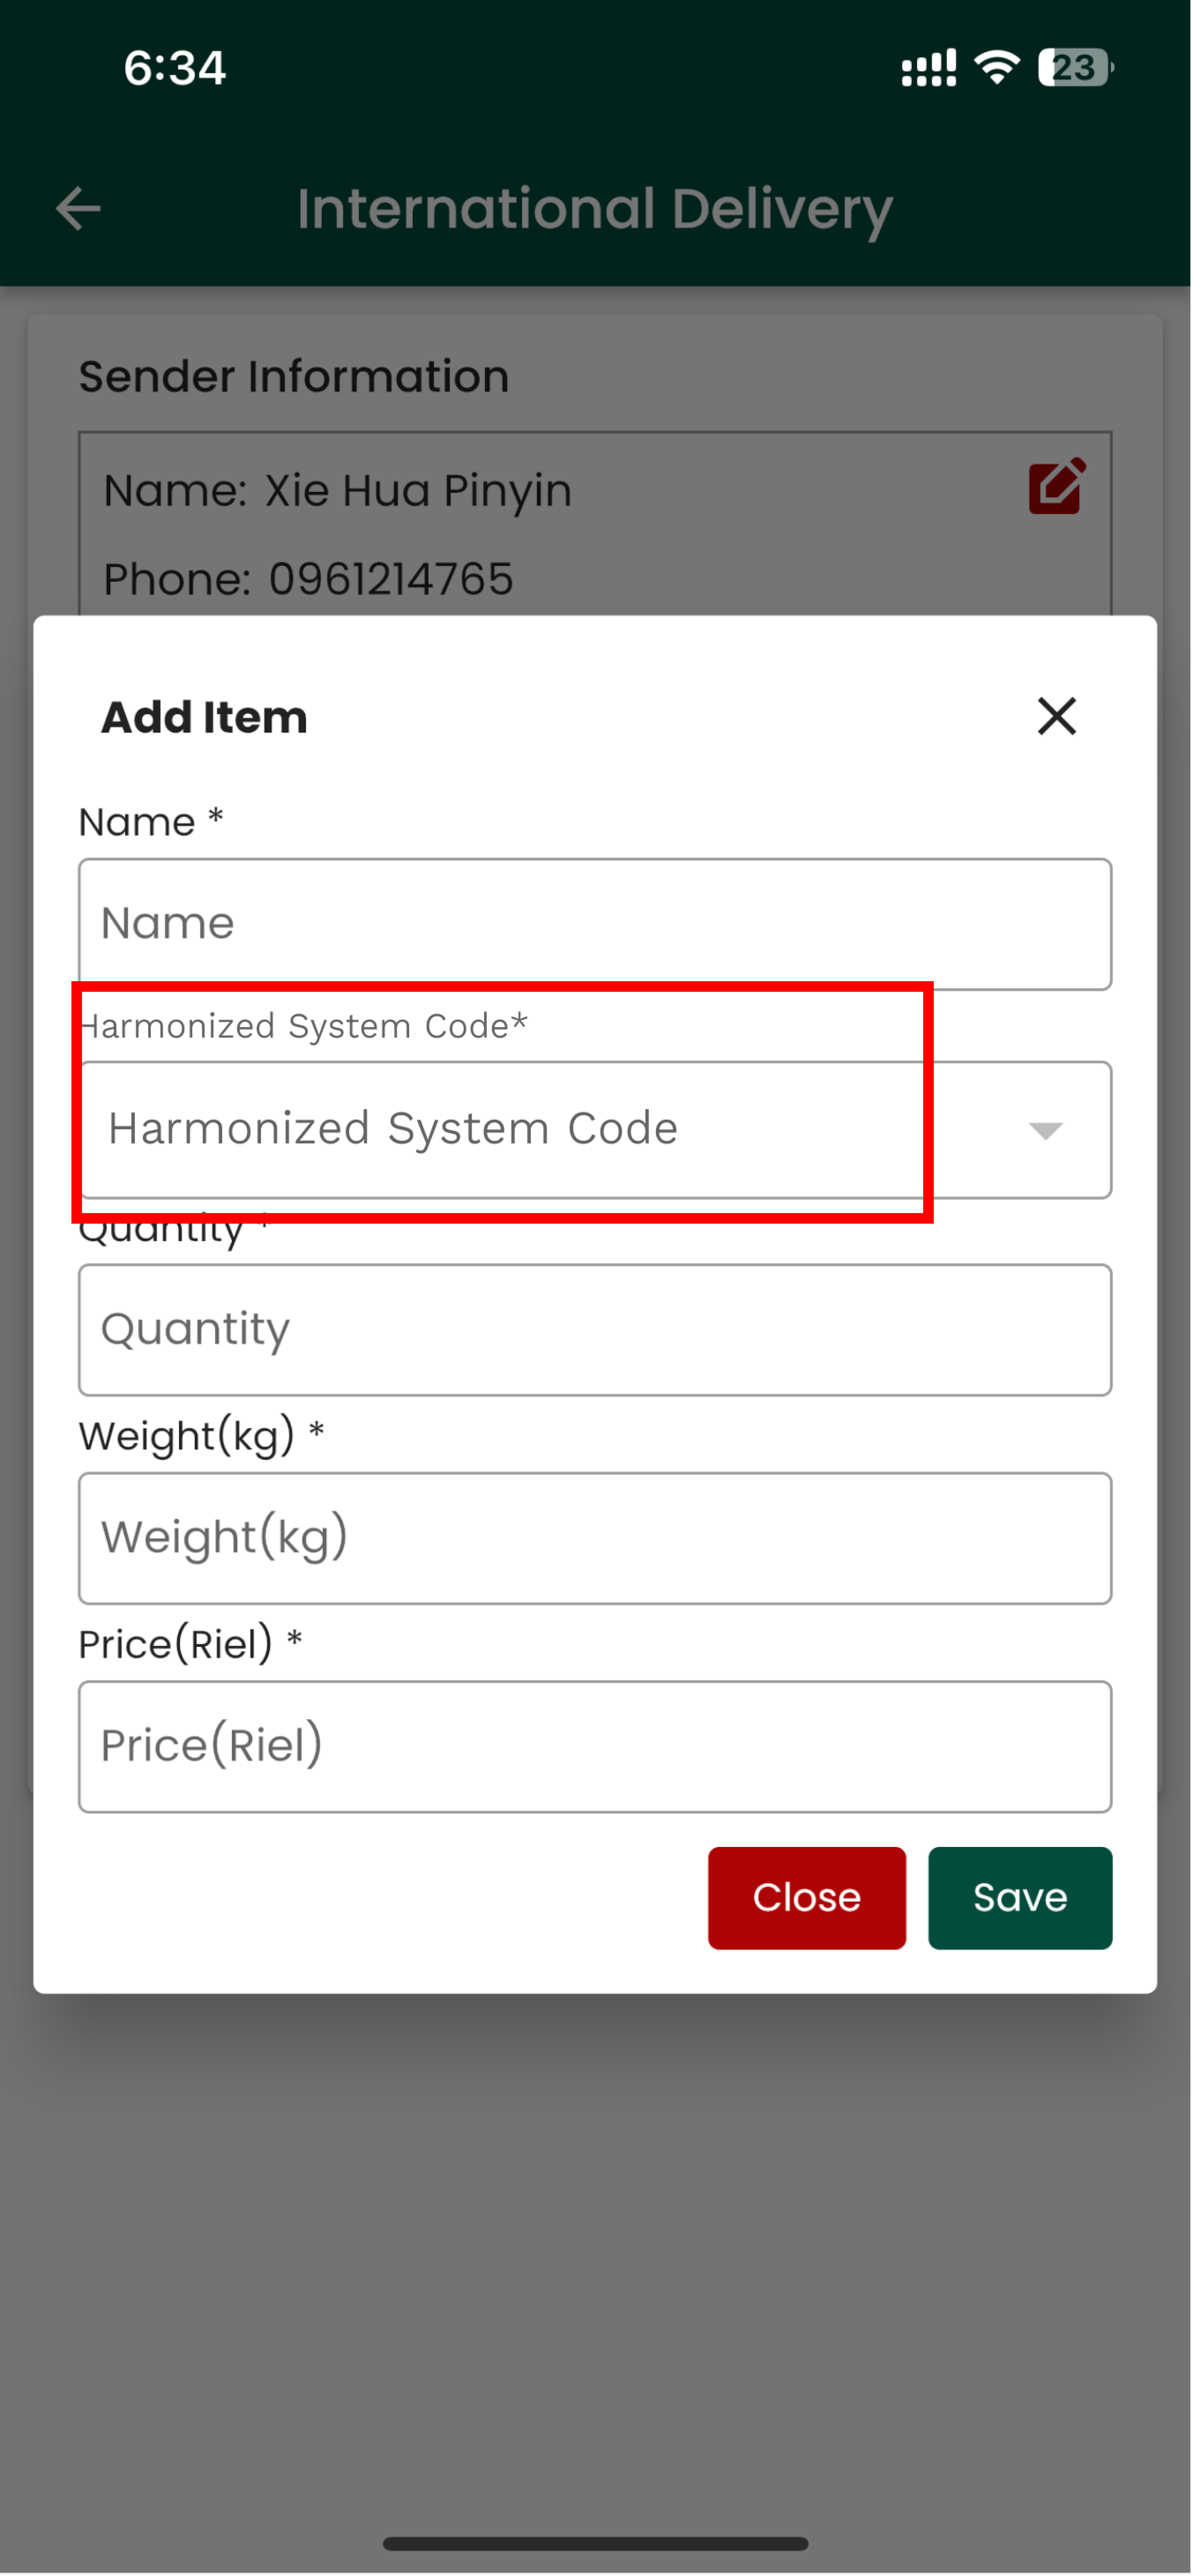 6:34
23
International Delivery
Sender Information
Name: Xie Hua Pinyin
Phone: 0961214765
Add Item
Name *
Name
Harmonized System Code*
Harmonized System Code
Quantity *
Quantity
Weight(kg) *
Weight(kg)
Price(Riel) *
Price(Riel)
Close
Save